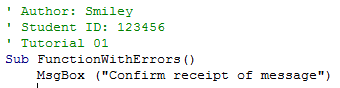 ' Author: Smiley
' Student ID: 123456
' Tutorial 01
Sub FunctionWithErrors()
    MsgBox ("Confirm receipt of message")